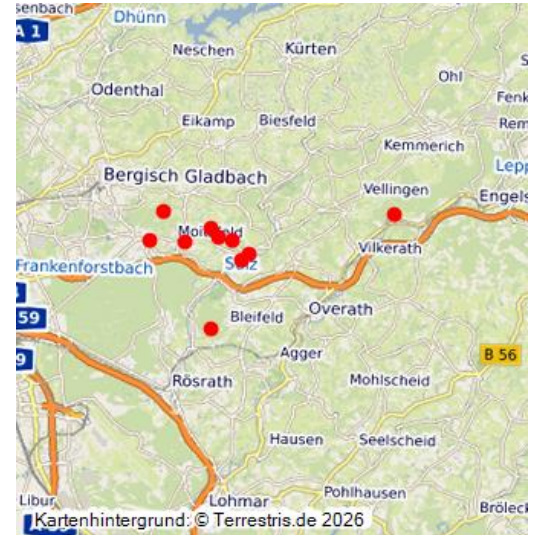 senbach
Dhünn
A 1
Neschen
Kürten
Odenthal
Ohl
Fenk
Eikamp
Biesfeld
Rem
Kemmerich
Lepp
Bergisch Gladbach
Vellingen
Engels
Vilkerath
Frankenforstbach
Sülz
59
Bleifeld
Overath
9
Agger
B 56
Rösrath
Mohlscheid
Hausen
Seelscheid
Pohlhausen
Libur
Lohmar
Bröleck
Kartenhintergrund: © Terrestris.de 2026